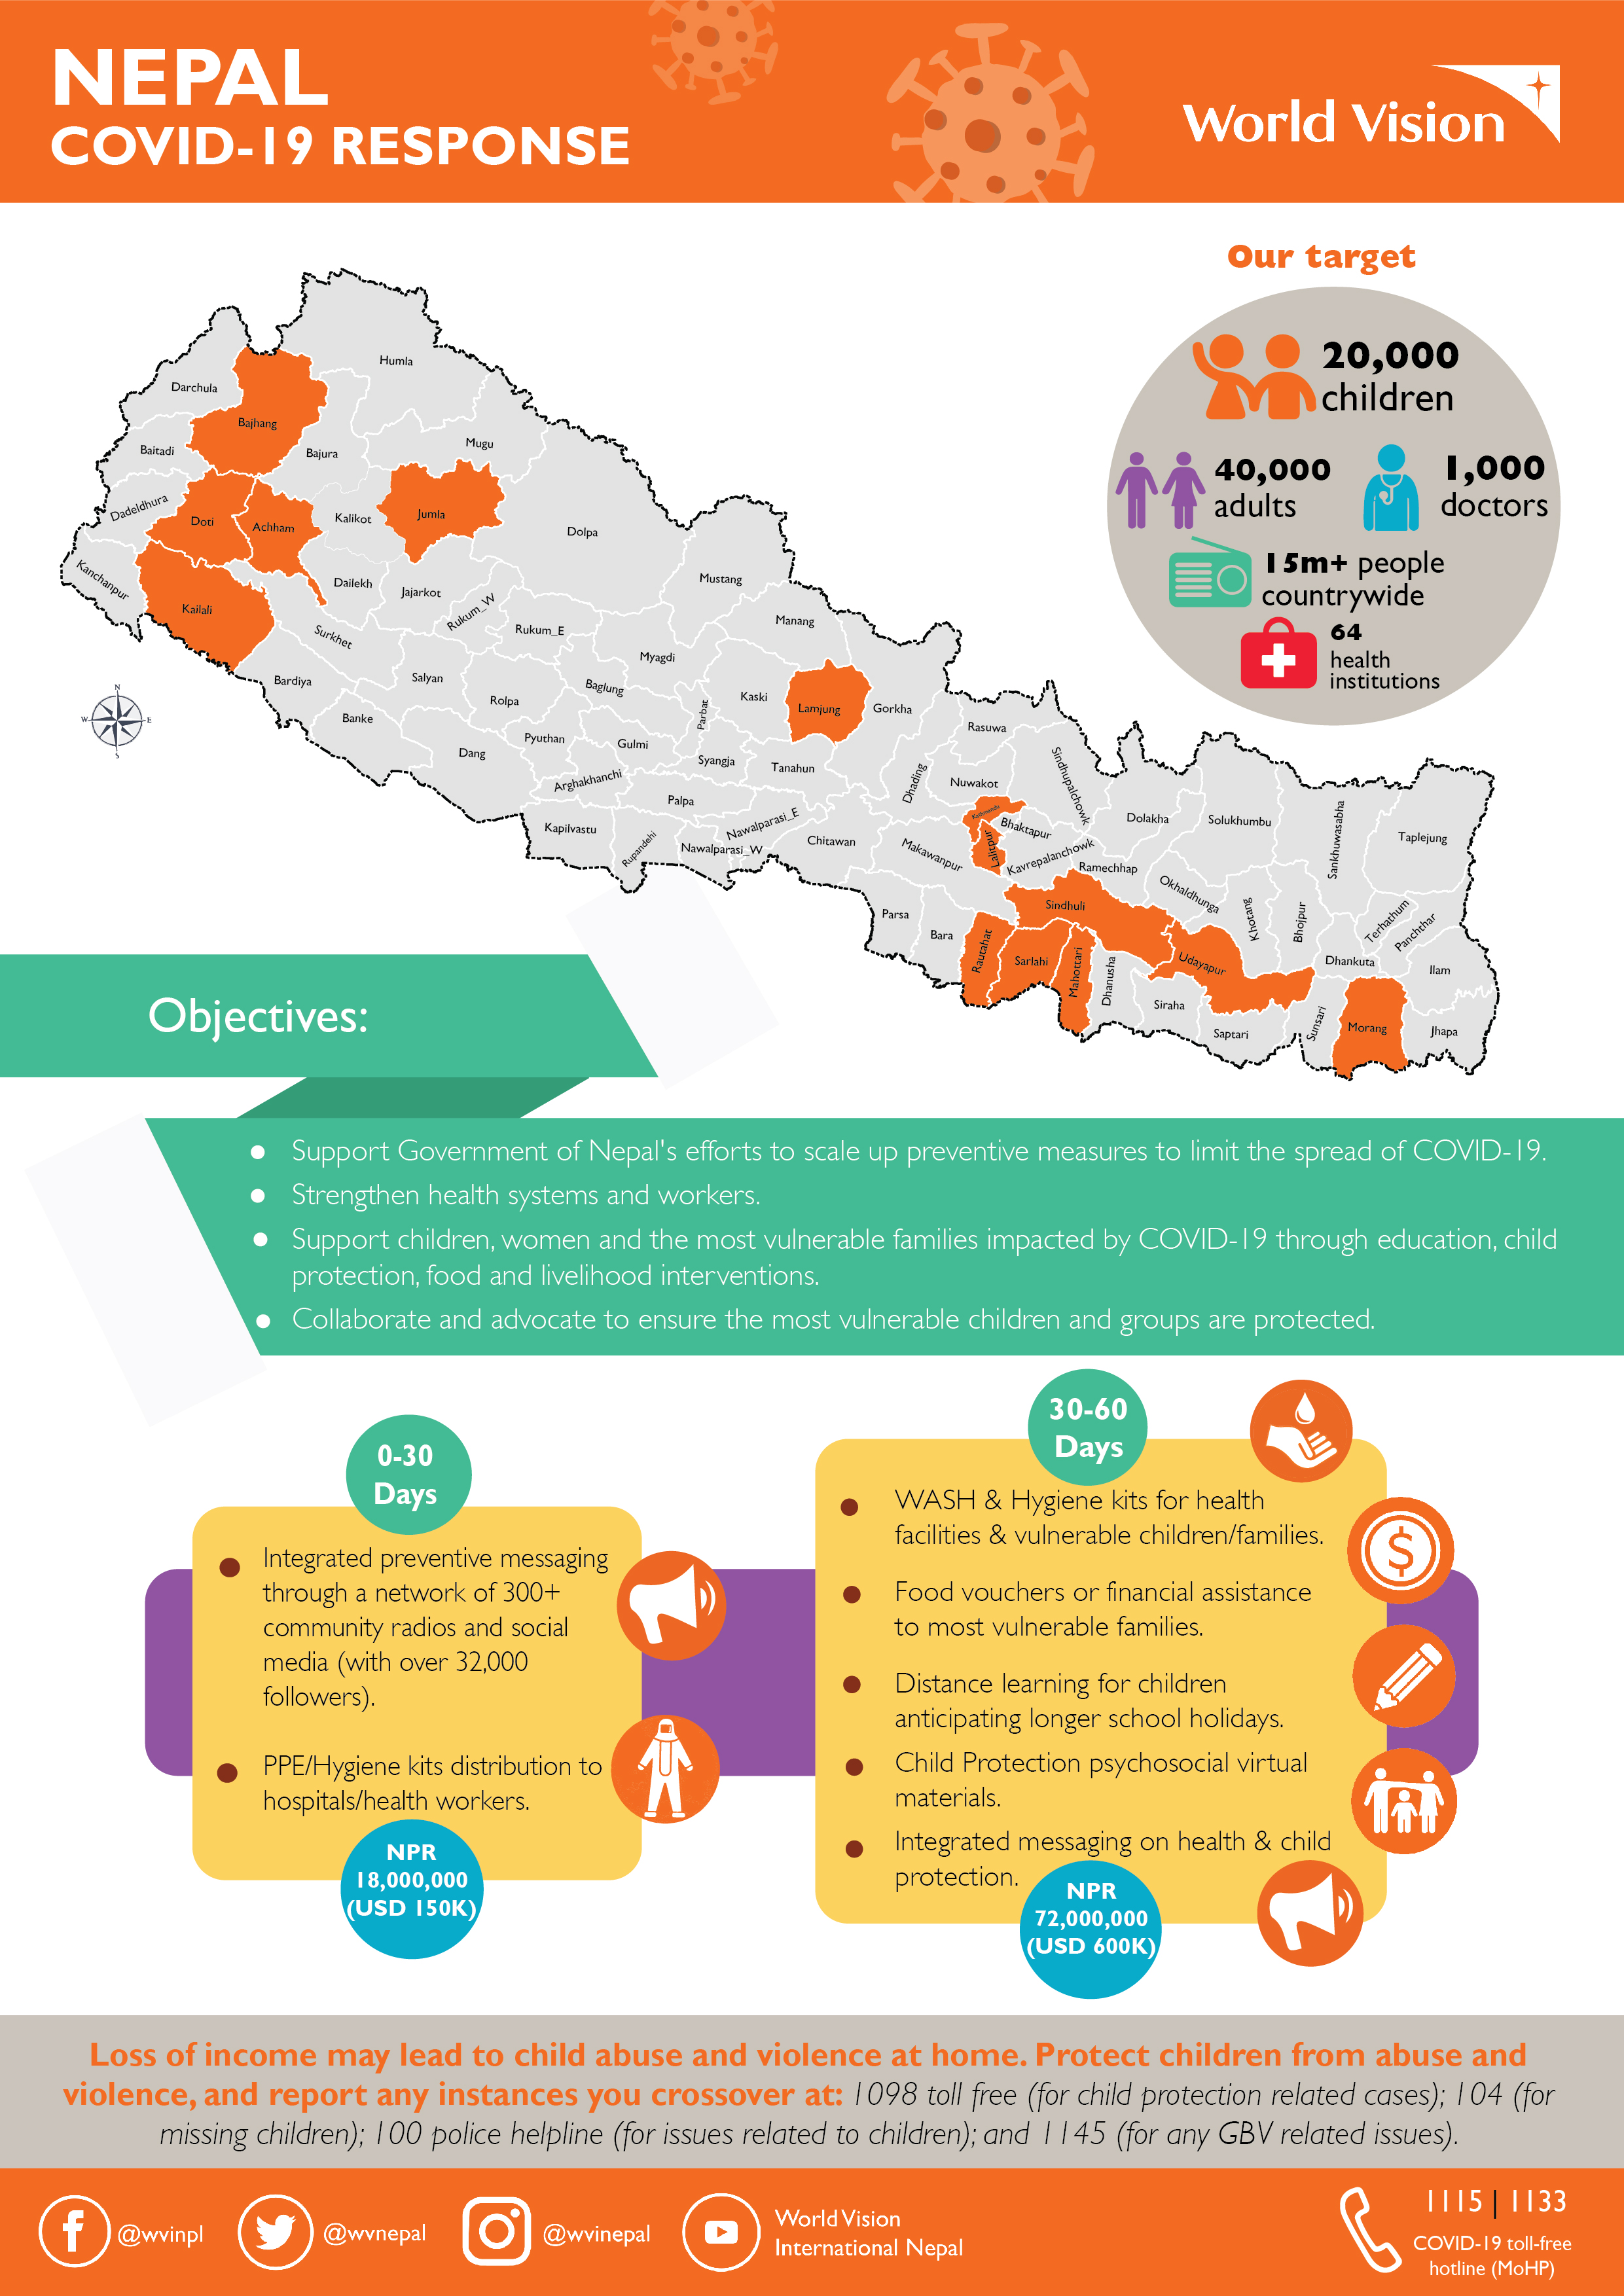 NEPAL
COVID-19 RESPONSE
World Vision
Our target
20,000
children
40,000
adults
1,000
doctors
15m+ people
countrywide
64
health
institutions
Humla
Darchula
Bajhang
Baitadi
Bajura
Mugu
Dadeldhura
Doti
Achham
Kalikot
Jumla
Dolpa
Kanchanpur
Kailali
Dailekh
Jajarkot
Rukum_W
Rukum_E
Mustang
Manang
Surkhet
Myagdi
Bardiya
Salyan
Rolpa
Baglung
Parbat
Kaski
Lamjung
Gorkha
Banke
Dang
Pyuthan
Gulmi
Syangja
Tanahun
Rasuwa
Arghakhanchi
Palpa
Dhading
Nuwakot
Sindhupalchowk
Kapilvastu
Rupandehi
Nawalparasi_W
Nawalparasi_E
Chitawan
Makawanpur
Kathmandu
Lalitpur
Bhaktapur
Kavrepalanchowk
Dolakha
Ramechhap
Solukhumbu
Sankhuwasabha
Taplejung
Okhaldhunga
Khotang
Bhojpur
Terhathum
Panchthar
Parsa
Bara
Rautahat
Sarlahi
Sindhuli
Mahottari
Dhanusha
Udayapur
Siraha
Saptari
Dhankuta
Ilam
Sunsari
Morang
Jhapa
N
W
E
S
Objectives:
● Support Government of Nepal's efforts to scale up preventive measures to limit the spread of COVID-19.
● Strengthen health systems and workers.
● Support children, women and the most vulnerable families impacted by COVID-19 through education, child
protection, food and livelihood interventions.
● Collaborate and advocate to ensure the most vulnerable children and groups are protected.
0-30
Days
● Integrated preventive messaging
through a network of 300+
community radios and social
media (with over 32,000
followers).
● PPE/Hygiene kits distribution to
hospitals/health workers.
NPR
18,000,000
(USD 150K)
30-60
Days
● WASH & Hygiene kits for health
facilities & vulnerable children/families.
● Food vouchers or financial assistance
to most vulnerable families.
● Distance learning for children
anticipating longer school holidays.
● Child Protection psychosocial virtual
materials.
● Integrated messaging on health & child
protection.
NPR
72,000,000
(USD 600K)
$
Loss of income may lead to child abuse and violence at home. Protect children from abuse and
violence, and report any instances you crossover at: 1098 toll free (for child protection related cases); 104 (for
missing children); 100 police helpline (for issues related to children); and 1145 (for any GBV related issues).
@wvinpl
@wvnepal
@wvinepal
World Vision
International Nepal
1115 | 1133
COVID-19 toll-free
hotline (MoHP)